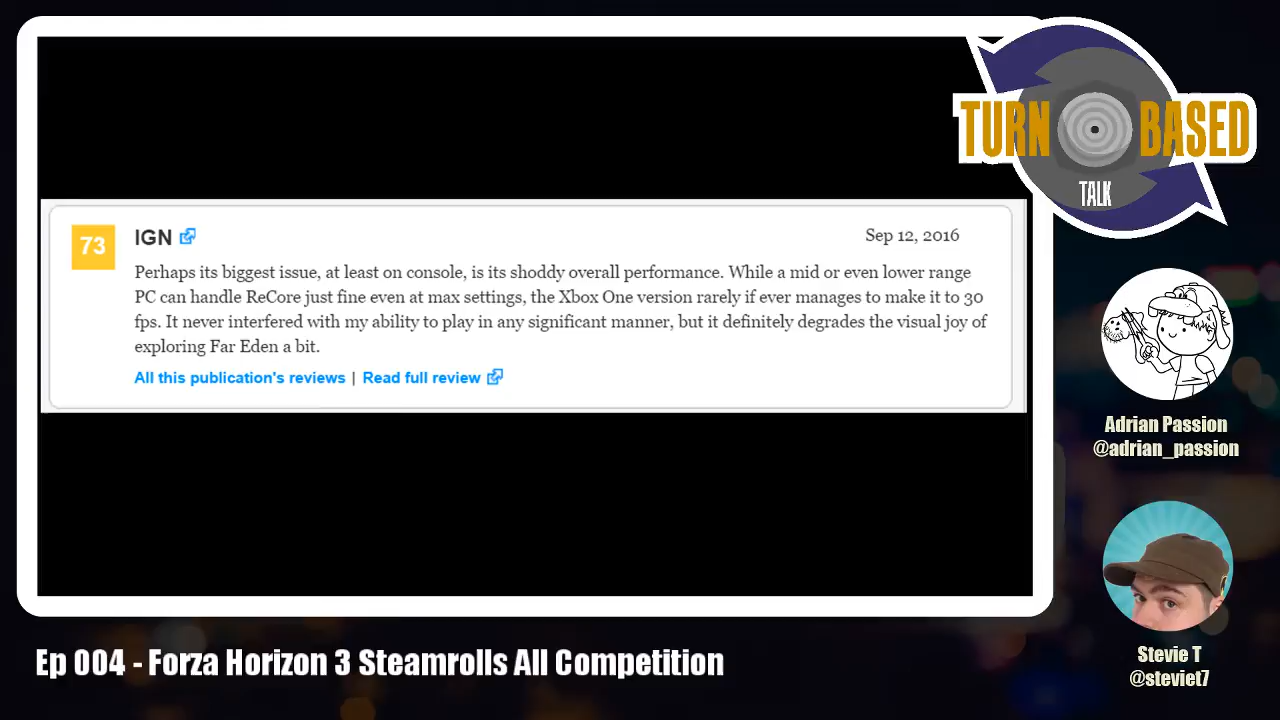 TURN BASED
TALK
73
IGN
Sep 12, 2016
Perhaps its biggest issue, at least on console, is its shoddy overall performance. While a mid or even lower range
PC can handle ReCore just fine even at max settings, the Xbox One version rarely if ever manages to make it to 30
fps. It never interfered with my ability to play in any significant manner, but it definitely degrades the visual joy of
exploring Far Eden a bit.
All this publication's reviews | Read full review
Adrian Passion
@adrian_passion
Stevie T
@steviet7
Ep 004 - Forza Horizon 3 Steamrolls All Competition